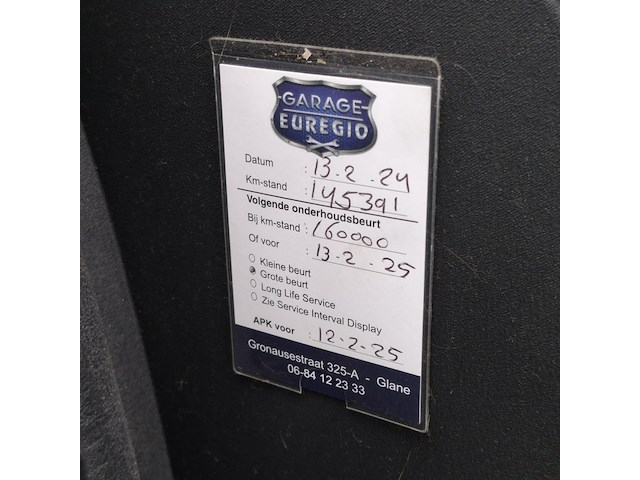 GARAGE
EUREGIO
Datum : 13-2-24
Km-stand : 145391
Volgende onderhoudsbeurt
Bij km-stand : 160000
Of voor : 13-2-25
Kleine beurt
Grote beurt
Long Life Service
Zie Service Interval Display
APK voor : 12-2-25
Gronausestraat 325-A - Glane
06-84 12 23 33